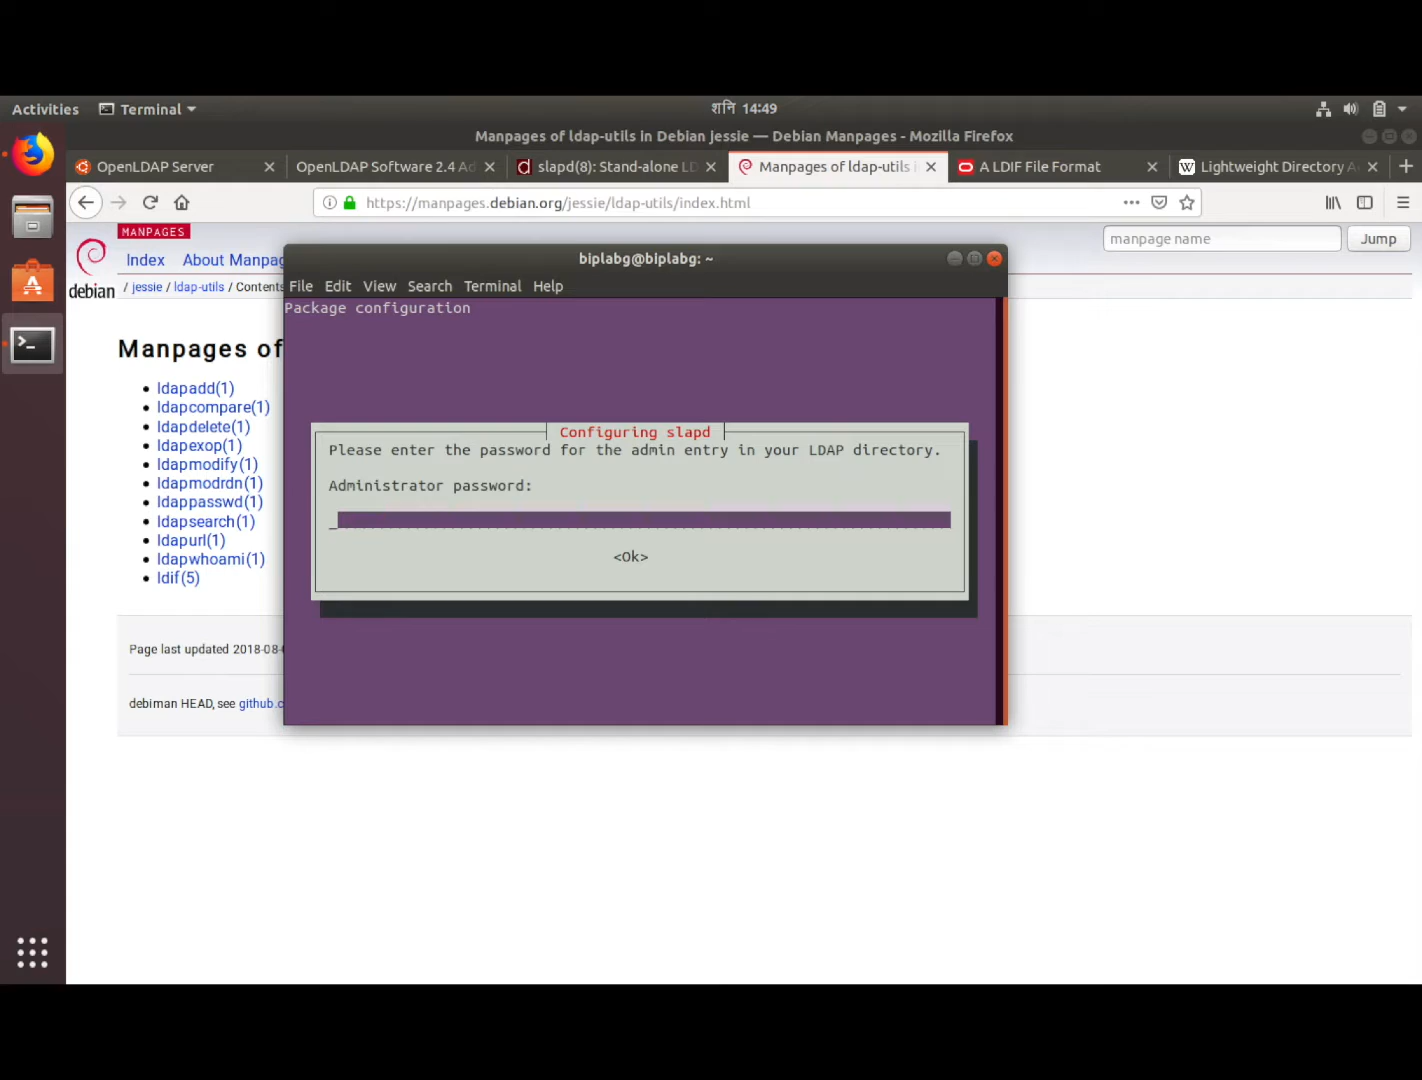 Activities Terminal शनि 14:49
Manpages of ldap-utils in Debian jessie — Debian Manpages - Mozilla Firefox
OpenLDAP Server OpenLDAP Software 2.4 Ad slapd(8): Stand-alone LD Manpages of ldap-utils i A LDIF File Format Lightweight Directory A
https://manpages.debian.org/jessie/ldap-utils/index.html
MANPAGES
manpage name Jump
Index About Manpag
debian / jessie / ldap-utils / Contents
biplabg@biplabg: ~
File Edit View Search Terminal Help
Package configuration
Manpages of
ldapadd(1)
ldapcompare(1)
ldapdelete(1)
ldapexop(1)
ldapmodify(1)
ldapmodrdn(1)
ldappasswd(1)
ldapsearch(1)
ldapurl(1)
ldapwhoami(1)
ldif(5)
Configuring slapd
Please enter the password for the admin entry in your LDAP directory.
Administrator password:
<Ok>
Page last updated 2018-08-
debiman HEAD, see github.c